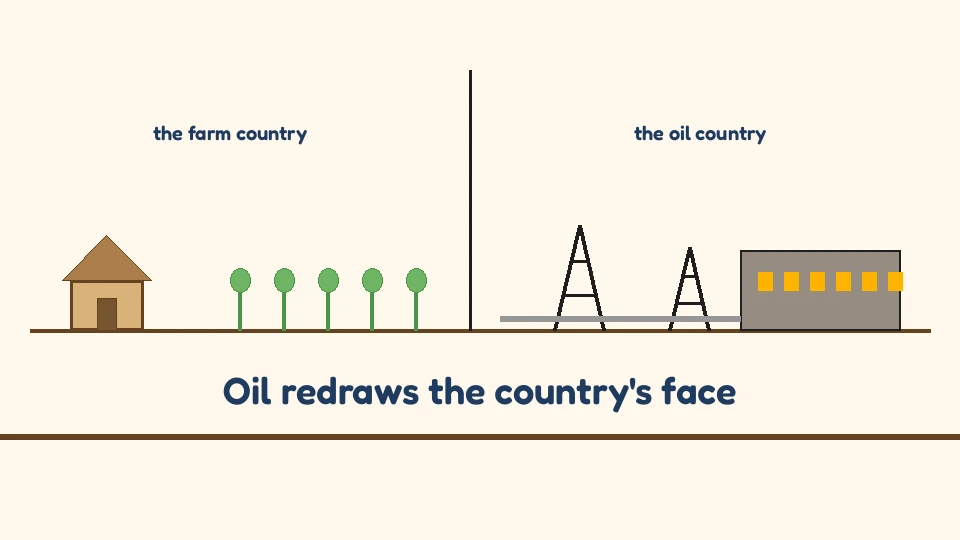 the farm country
the oil country
Oil redraws the country's face